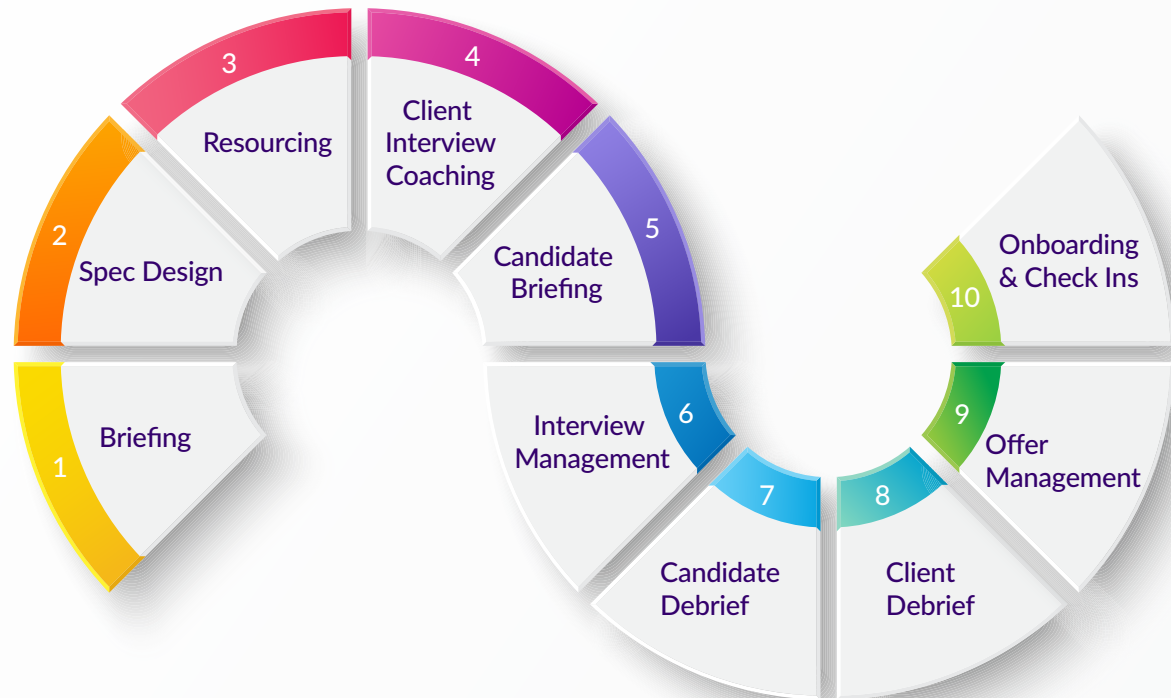 1
Briefing
2
Spec Design
3
Resourcing
4
Client
Interview
Coaching
5
Candidate
Briefing
6
Interview
Management
7
Candidate
Debrief
8
Client
Debrief
9
Offer
Management
10
Onboarding
& Check Ins